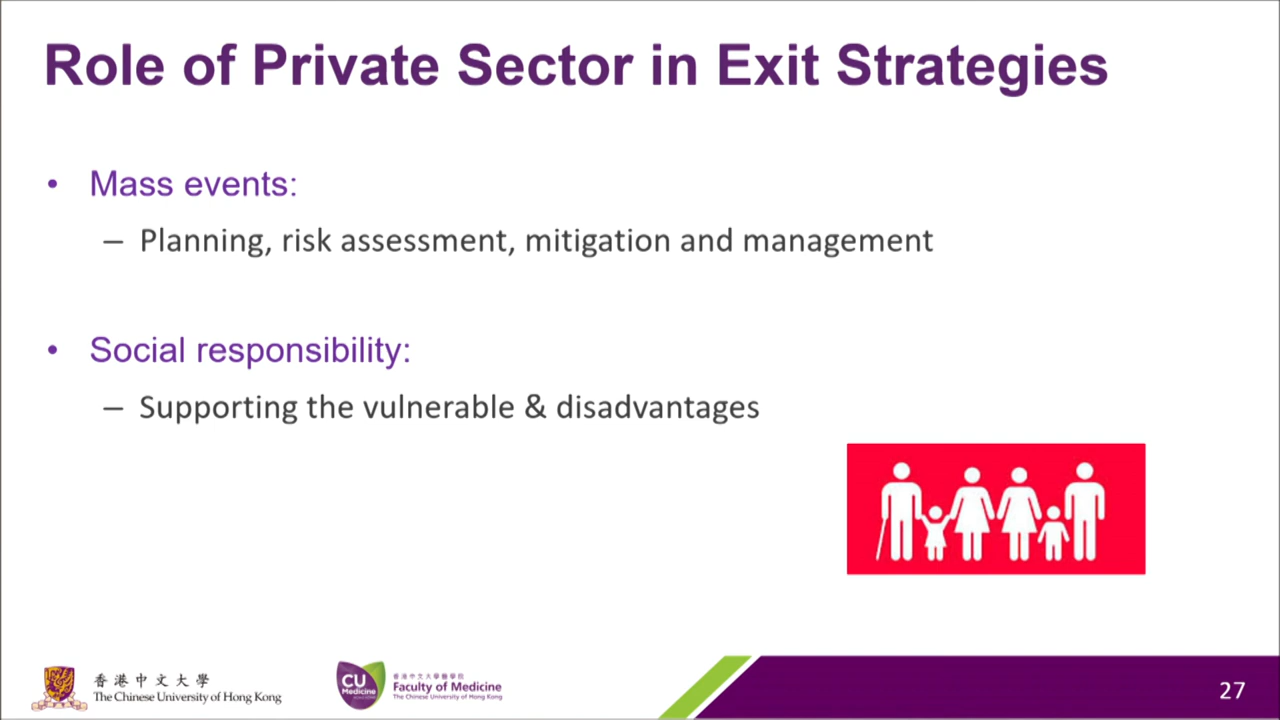 Role of Private Sector in Exit Strategies
• Mass events:
– Planning, risk assessment, mitigation and management
• Social responsibility:
– Supporting the vulnerable & disadvantages
香港中文大學
The Chinese University of Hong Kong
CU
Medicine
HONG KONG
香港中文大學醫學院
Faculty of Medicine
The Chinese University of Hong Kong
27